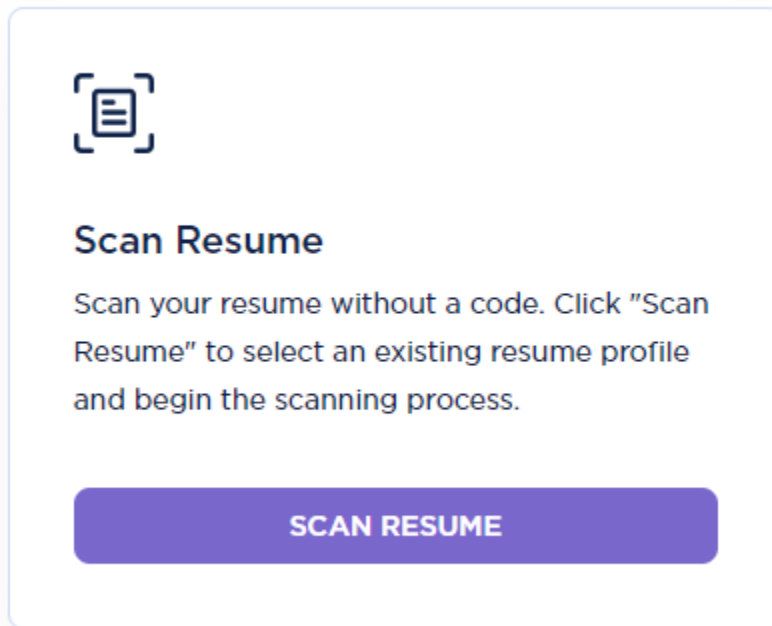 Scan Resume
Scan your resume without a code. Click "Scan
Resume" to select an existing resume profile
and begin the scanning process.
SCAN RESUME